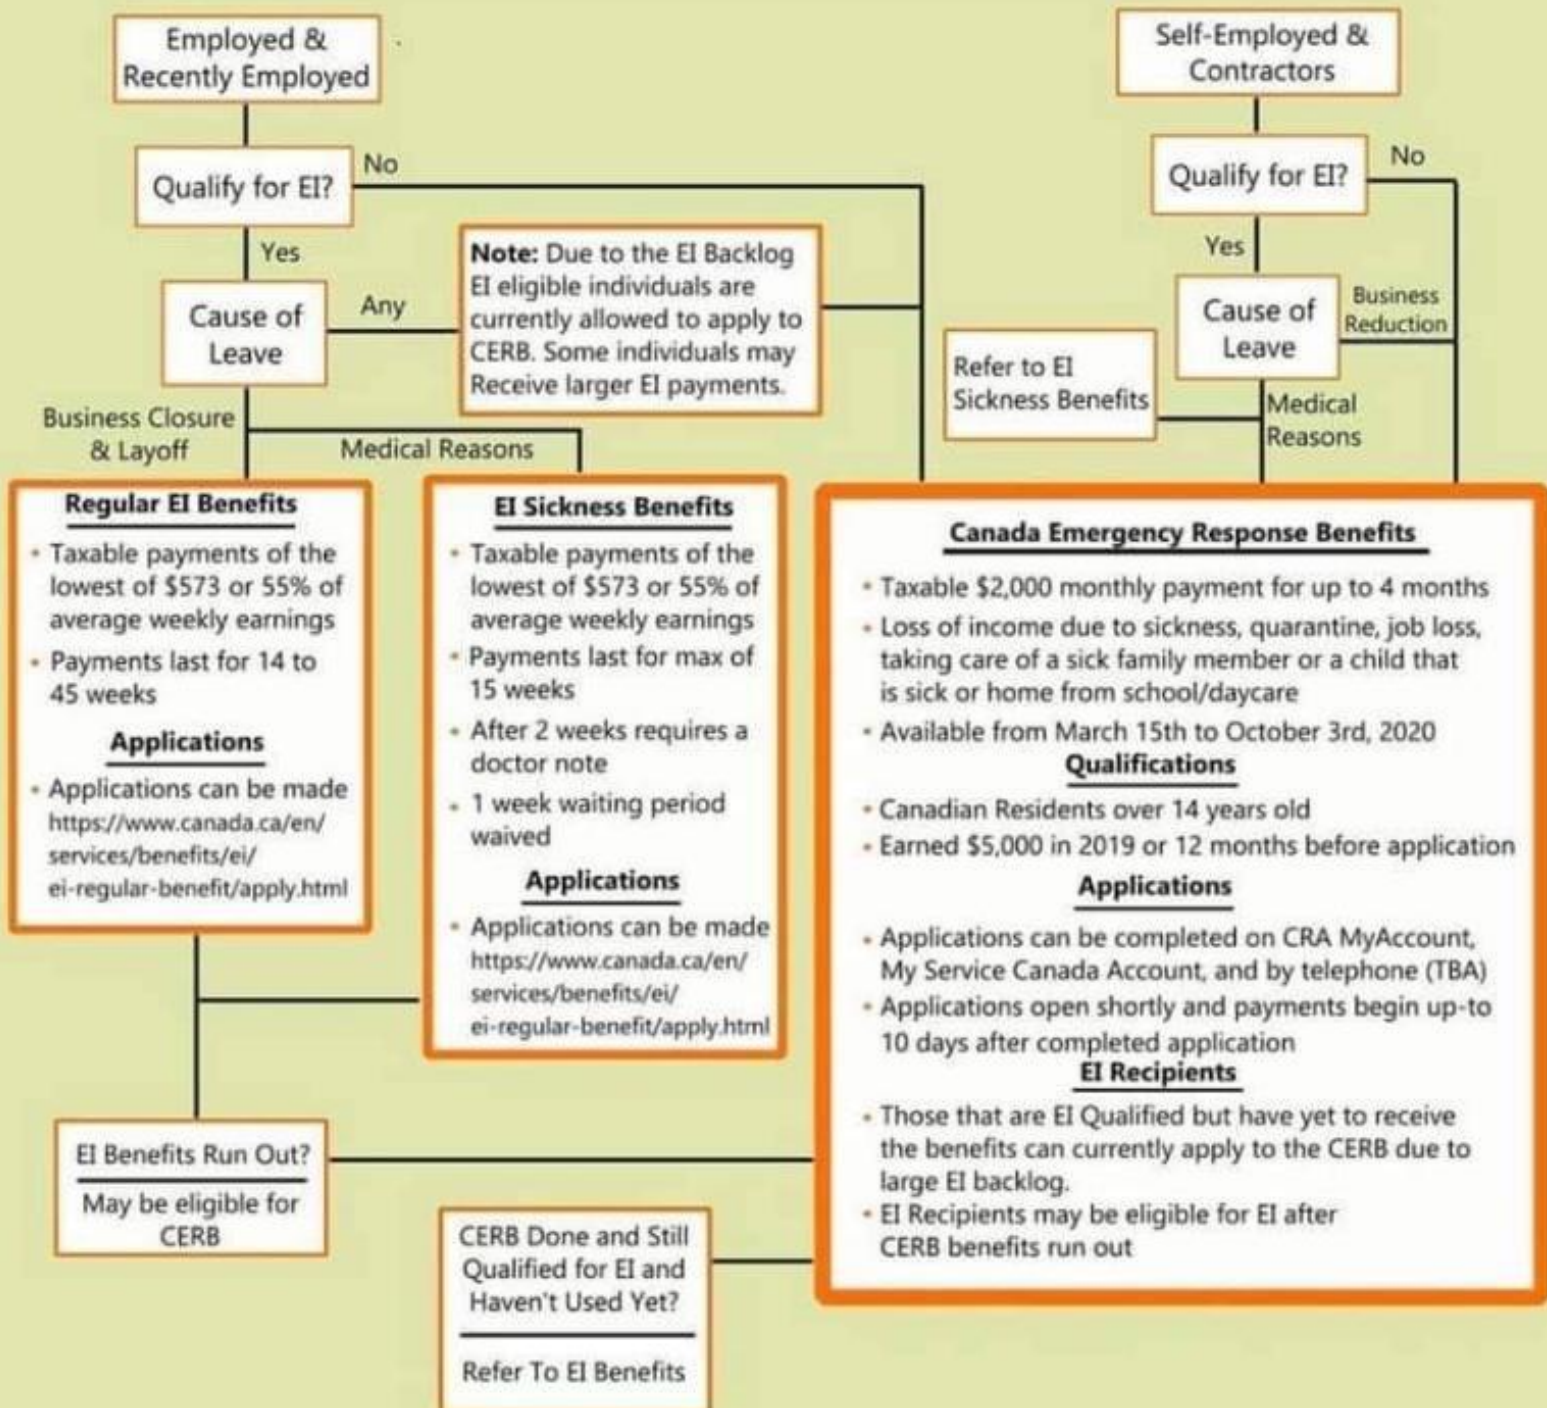 Employed &
Recently Employed
Qualify for EI?
No
Yes
Cause of
Leave
Any
Note: Due to the EI Backlog
EI eligible individuals are
currently allowed to apply to
CERB. Some individuals may
Receive larger EI payments.
Business Closure
& Layoff
Medical Reasons
Self-Employed &
Contractors
Qualify for EI?
No
Yes
Cause of
Leave
Business
Reduction
Refer to EI
Sickness Benefits
Medical
Reasons
Regular EI Benefits
• Taxable payments of the
lowest of $573 or 55% of
average weekly earnings
• Payments last for 14 to
45 weeks
Applications
• Applications can be made
https://www.canada.ca/en/
services/benefits/ei/
ei-regular-benefit/apply.html
EI Sickness Benefits
• Taxable payments of the
lowest of $573 or 55% of
average weekly earnings
• Payments last for max of
15 weeks
• After 2 weeks requires a
doctor note
• 1 week waiting period
waived
Applications
• Applications can be made
https://www.canada.ca/en/
services/benefits/ei/
ei-regular-benefit/apply.html
Canada Emergency Response Benefits
• Taxable $2,000 monthly payment for up to 4 months
• Loss of income due to sickness, quarantine, job loss,
taking care of a sick family member or a child that
is sick or home from school/daycare
• Available from March 15th to October 3rd, 2020
Qualifications
• Canadian Residents over 14 years old
• Earned $5,000 in 2019 or 12 months before application
Applications
• Applications can be completed on CRA MyAccount,
My Service Canada Account, and by telephone (TBA)
• Applications open shortly and payments begin up-to
10 days after completed application
EI Recipients
• Those that are EI Qualified but have yet to receive
the benefits can currently apply to the CERB due to
large EI backlog.
• EI Recipients may be eligible for EI after
CERB benefits run out
EI Benefits Run Out?
May be eligible for
CERB
CERB Done and Still
Qualified for EI and
Haven't Used Yet?
Refer To EI Benefits